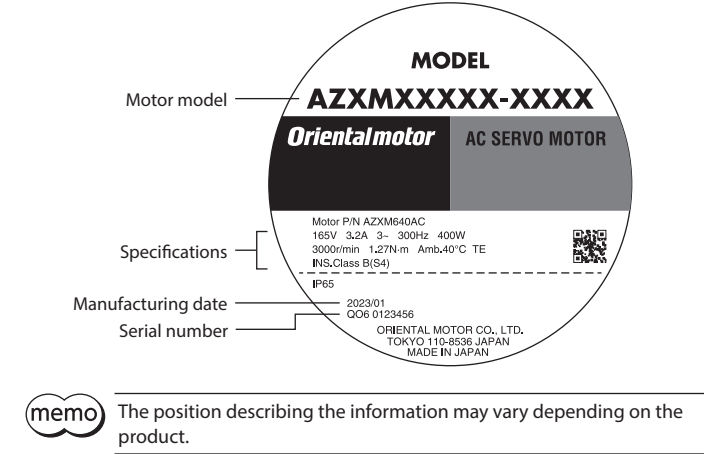 MODEL
Motor model
AZXMXXXXX-XXXX
Orientalmotor
AC SERVO MOTOR
Motor P/N AZXM640AC
165V 3.2A 3~ 300Hz 400W
3000r/min 1.27N·m Amb.40°C TE
INS.Class B(S4)
Specifications
IP65
Manufacturing date
2023/01
Serial number
QO6 0123456
ORIENTAL MOTOR CO., LTD.
TOKYO 110-8536 JAPAN
MADE IN JAPAN
memo
The position describing the information may vary depending on the
product.